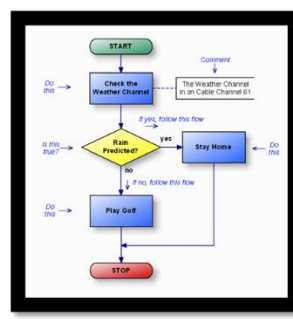 START
Comment
Do
this
Check the
Weather Channel
The Weather Channel
in on Cable Channel 61
If yes, follow this flow
Is this
true?
Rain
Predicted?
yes
Stay Home
Do
this
no
If no, follow this flow
Do
this
Play Golf
STOP